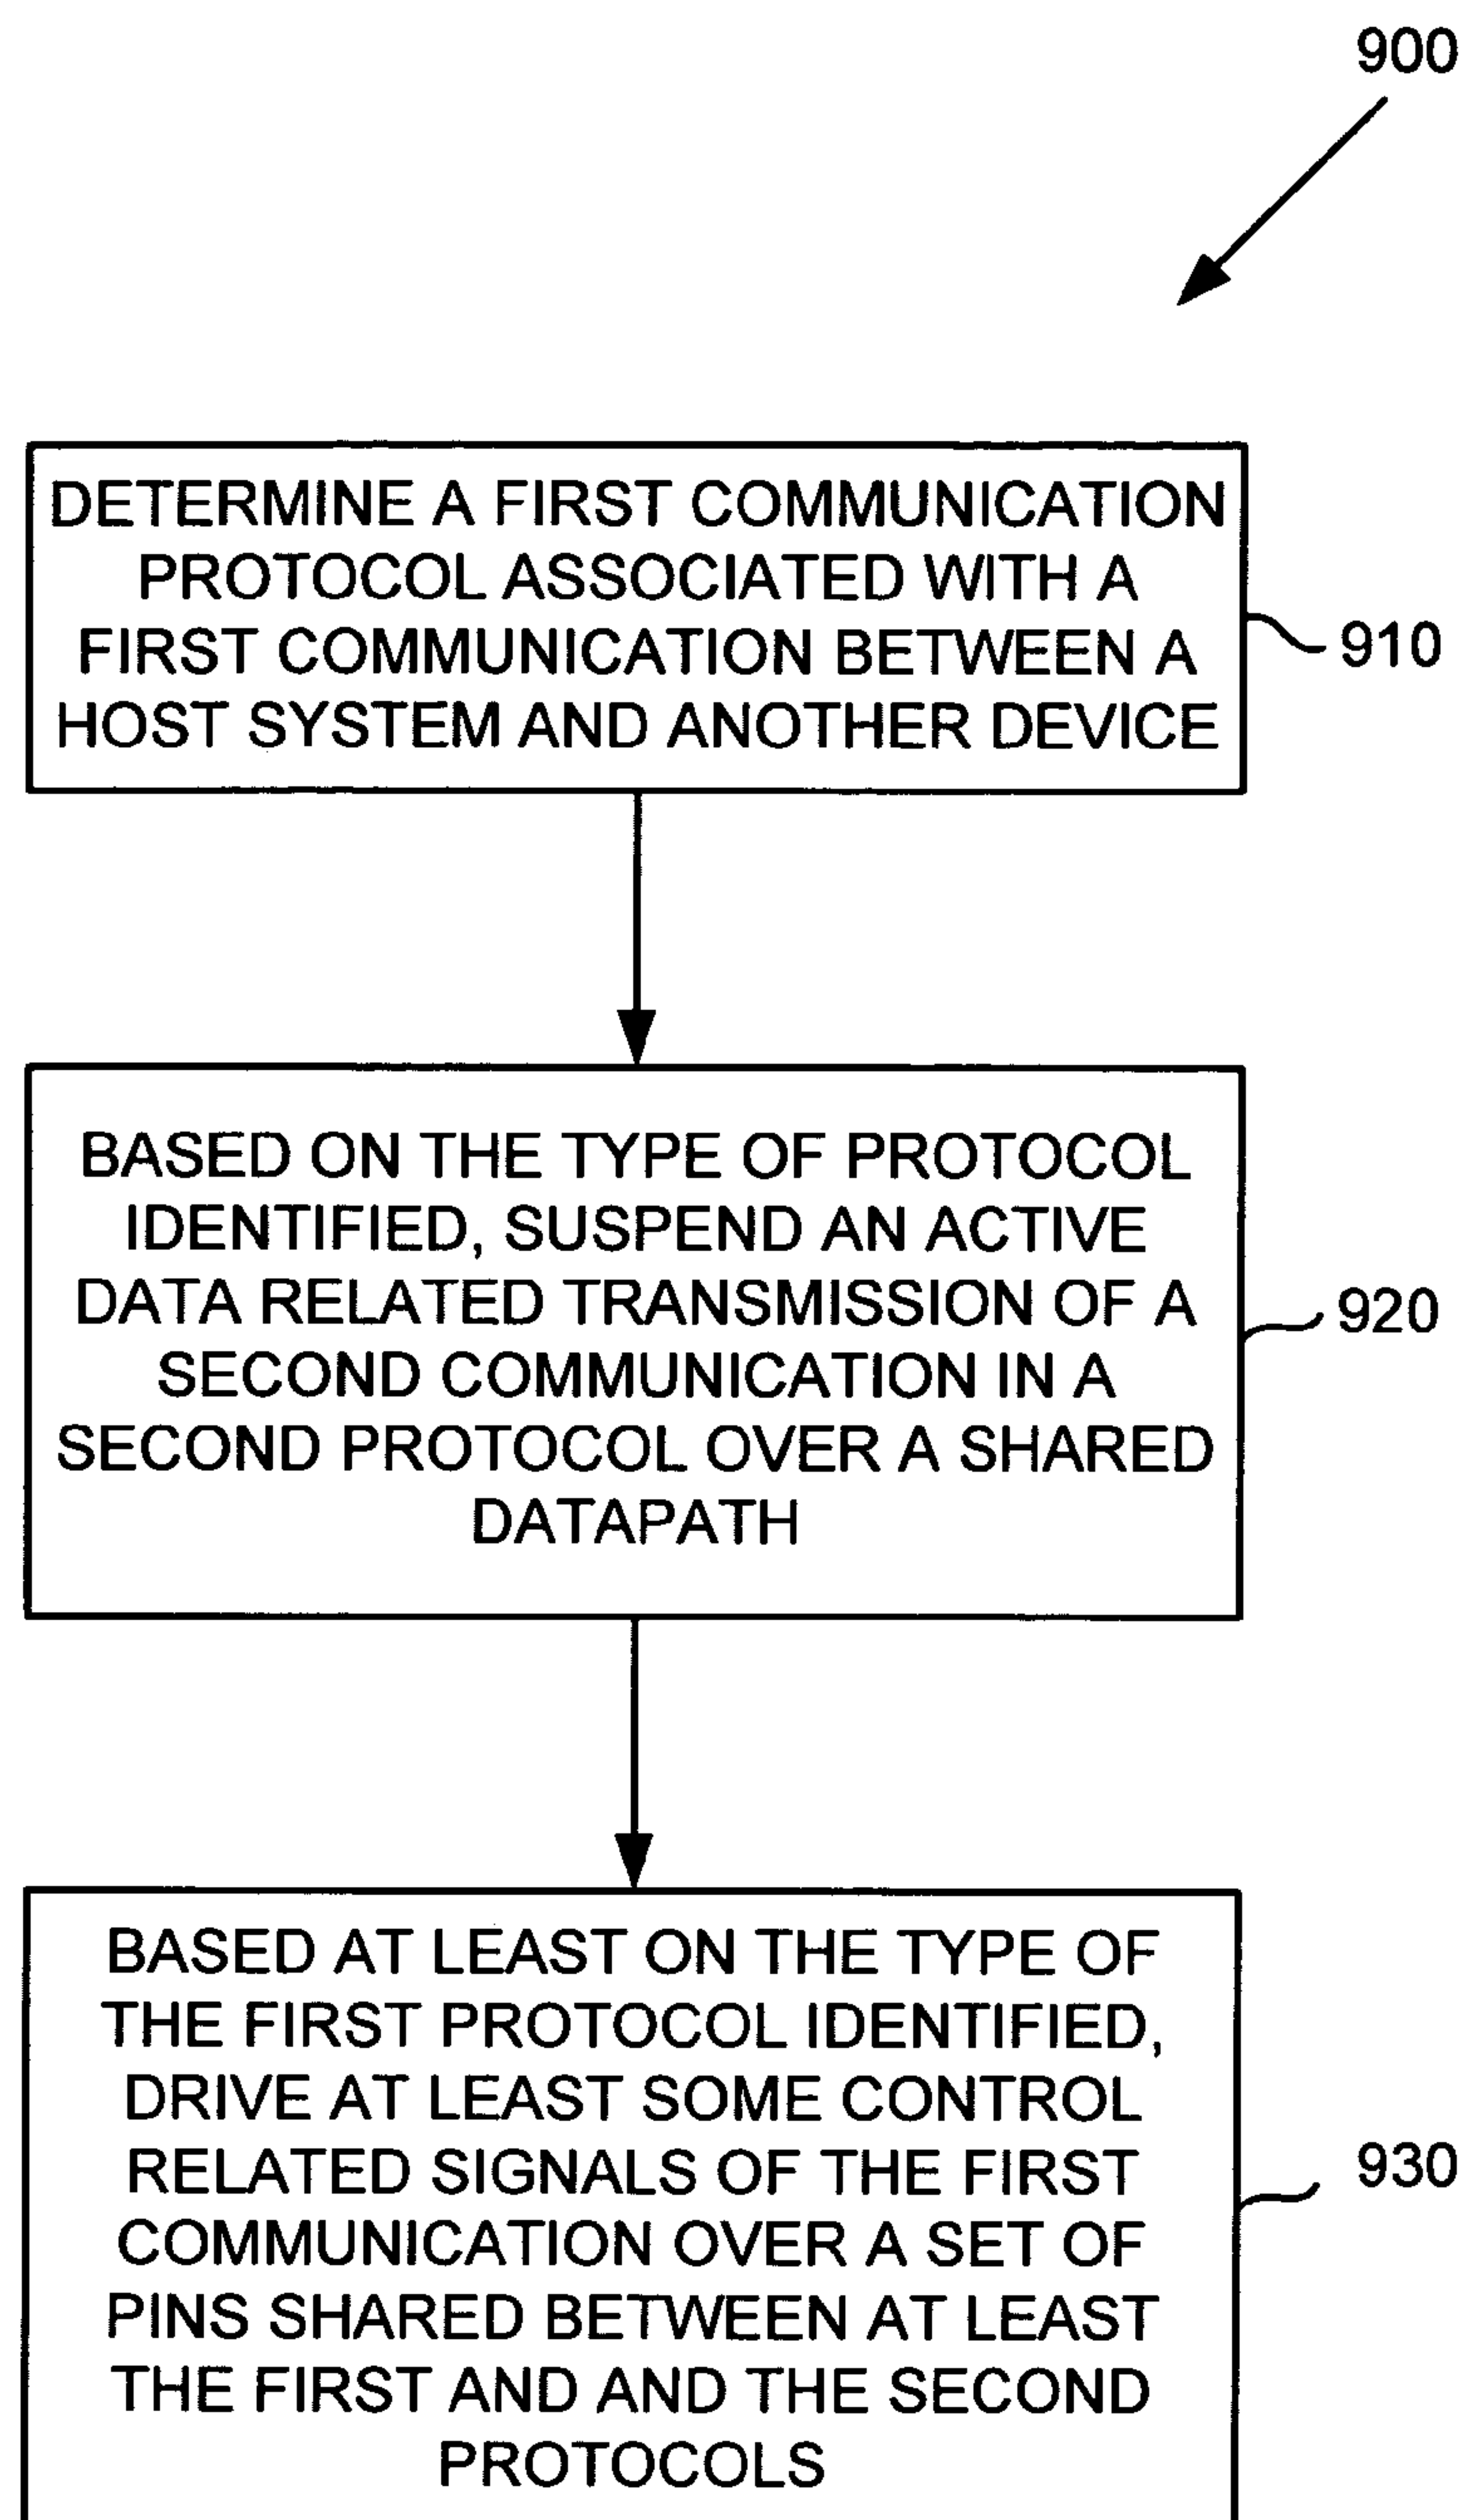 900
DETERMINE A FIRST COMMUNICATION
PROTOCOL ASSOCIATED WITH A
FIRST COMMUNICATION BETWEEN A
HOST SYSTEM AND ANOTHER DEVICE
910
BASED ON THE TYPE OF PROTOCOL
IDENTIFIED, SUSPEND AN ACTIVE
DATA RELATED TRANSMISSION OF A
SECOND COMMUNICATION IN A
SECOND PROTOCOL OVER A SHARED
DATAPATH
920
BASED AT LEAST ON THE TYPE OF
THE FIRST PROTOCOL IDENTIFIED,
DRIVE AT LEAST SOME CONTROL
RELATED SIGNALS OF THE FIRST
COMMUNICATION OVER A SET OF
PINS SHARED BETWEEN AT LEAST
THE FIRST AND AND THE SECOND
PROTOCOLS
930